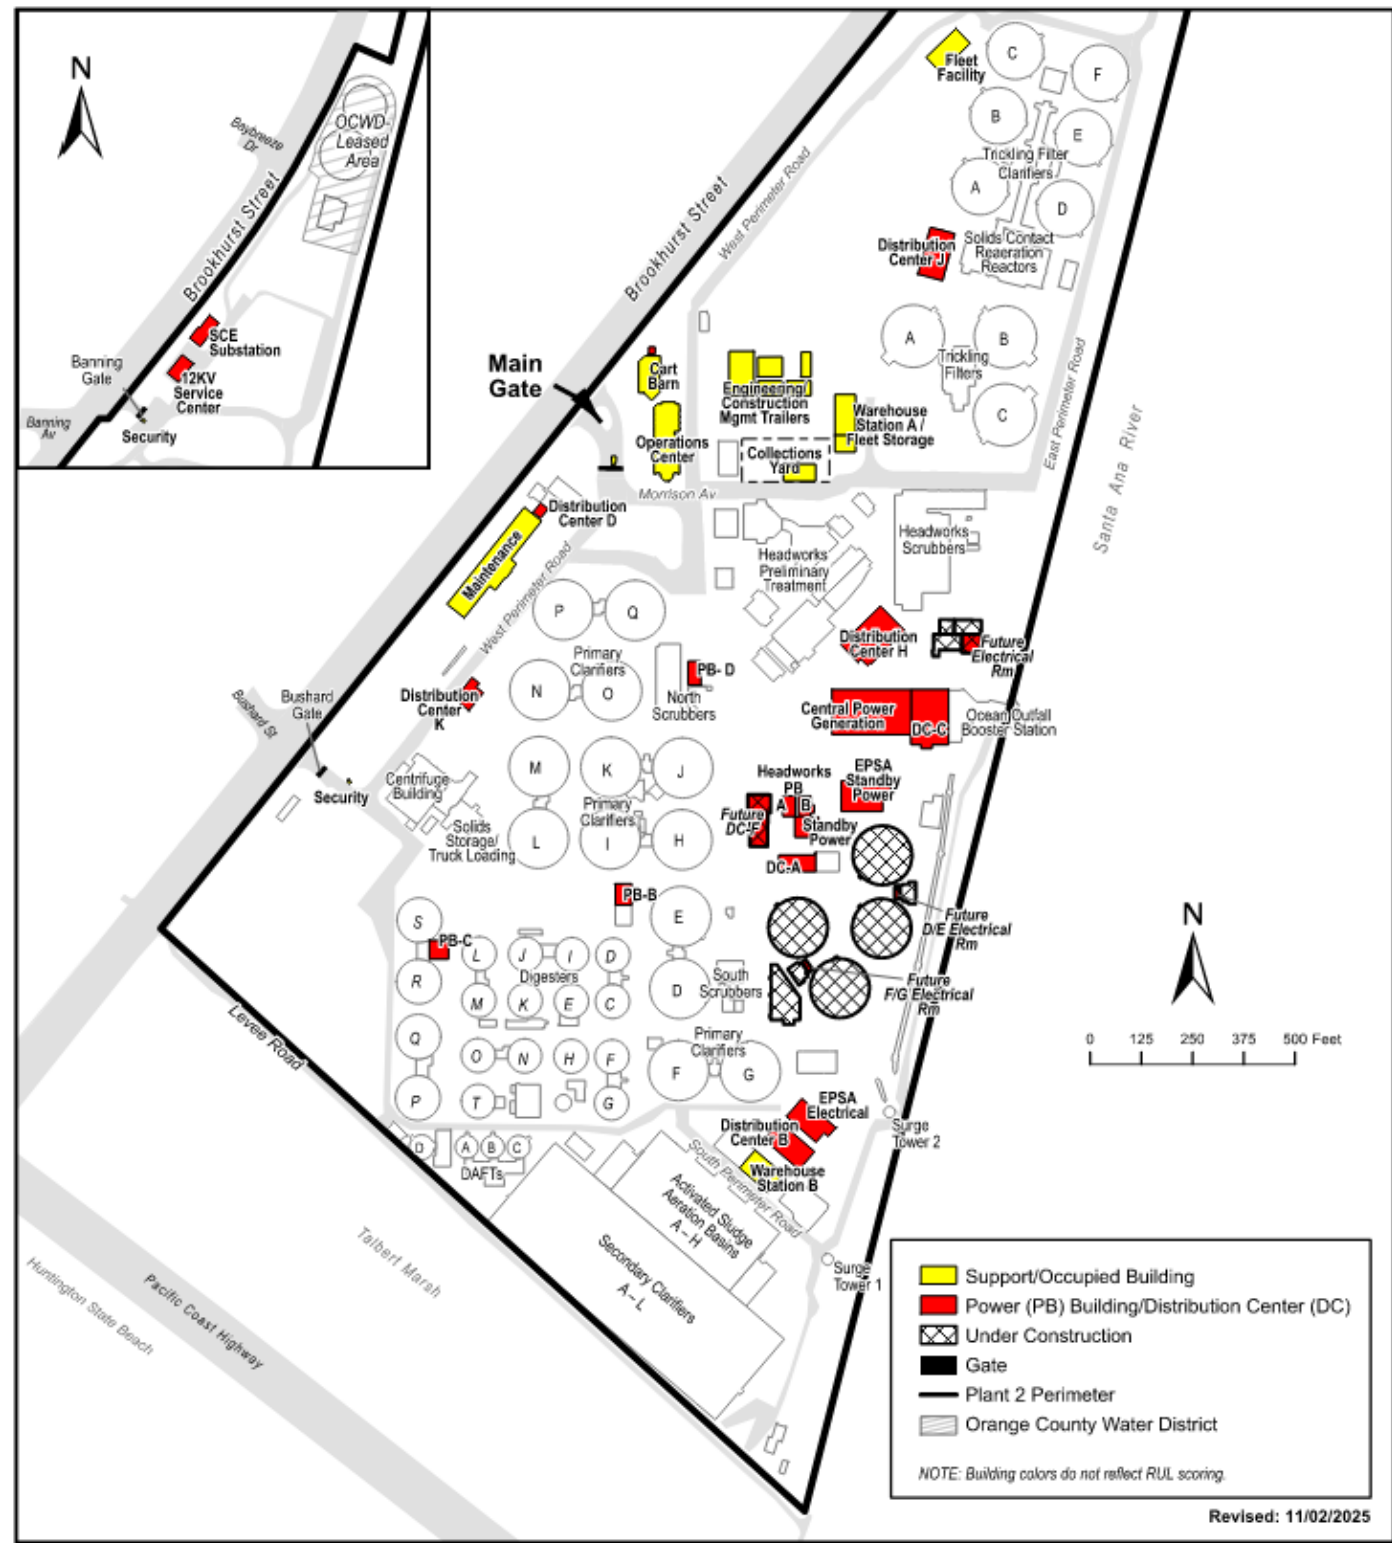 N
OCWD-
Leased
Area
Baybreeze
Dr
Brookhurst Street
SCE
Substation
Banning
Gate
12KV
Service
Center
Banning
Av
Security
Fleet
Facility
C
F
B
E
Trickling Filter
Clarifiers
A
D
West Perimeter Road
Brookhurst Street
Distribution
Center J
Solids Contact
Reaeration
Reactors
A
B
Trickling
Filters
C
East Perimeter Road
Santa Ana River
Main
Gate
Cart
Barn
Engineering/
Construction
Mgmt Trailers
Warehouse
Station A /
Fleet Storage
Operations
Center
Collections
Yard
Morrison Av
Distribution
Center D
Maintenance
West Perimeter Road
Headworks
Scrubbers
Headworks
Preliminary
Treatment
P
Q
Primary
Clarifiers
N
O
PB- D
North
Scrubbers
Distribution
Center H
Future
Electrical
Rm
Distribution
Center
K
Bushard
Gate
Bushard St
Security
Central Power
Generation
DC-C
Ocean Outfall
Booster Station
Centrifuge
Building
Solids
Storage/
Truck Loading
M
K
J
Primary
Clarifiers
L
I
H
Headworks
PB
A
B
EPSA
Standby
Power
Future
DC-F
Standby
Power
DC-A
PB-B
E
S
PB-C
L
J
I
D
Digesters
R
M
K
E
C
D
South
Scrubbers
Future
D/E Electrical
Rm
Future
F/G Electrical
Rm
Q
O
N
H
F
Primary
Clarifiers
F
G
P
T
G
Levee Road
D
A
B
C
DAFTs
EPSA
Electrical
Distribution
Center B
Surge
Tower 2
Warehouse
Station B
South Perimeter Road
Activated Sludge
Aeration Basins
A – H
Secondary Clarifiers
A – L
Surge
Tower 1
N
0 125 250 375 500 Feet
Talbert Marsh
Pacific Coast Highway
Huntington State Beach
Support/Occupied Building
Power (PB) Building/Distribution Center (DC)
Under Construction
Gate
Plant 2 Perimeter
Orange County Water District
NOTE: Building colors do not reflect RUL scoring.
Revised: 11/02/2025